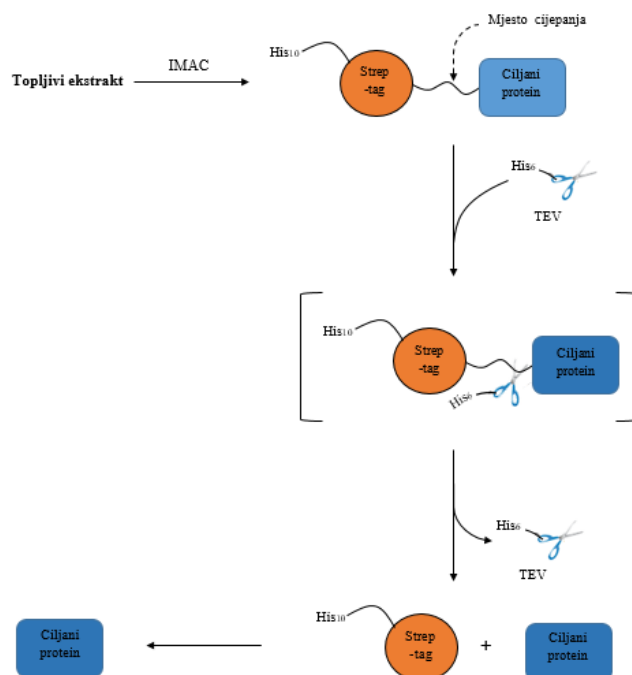 Mjesto cijepanja
His10
IMAC
Topljivi ekstrakt
Strep
-tag
Ciljani
protein
His6
TEV
His10
Strep
-tag
Ciljani
protein
His6
His6
TEV
His10
Ciljani
protein
Strep
-tag
+
Ciljani
protein